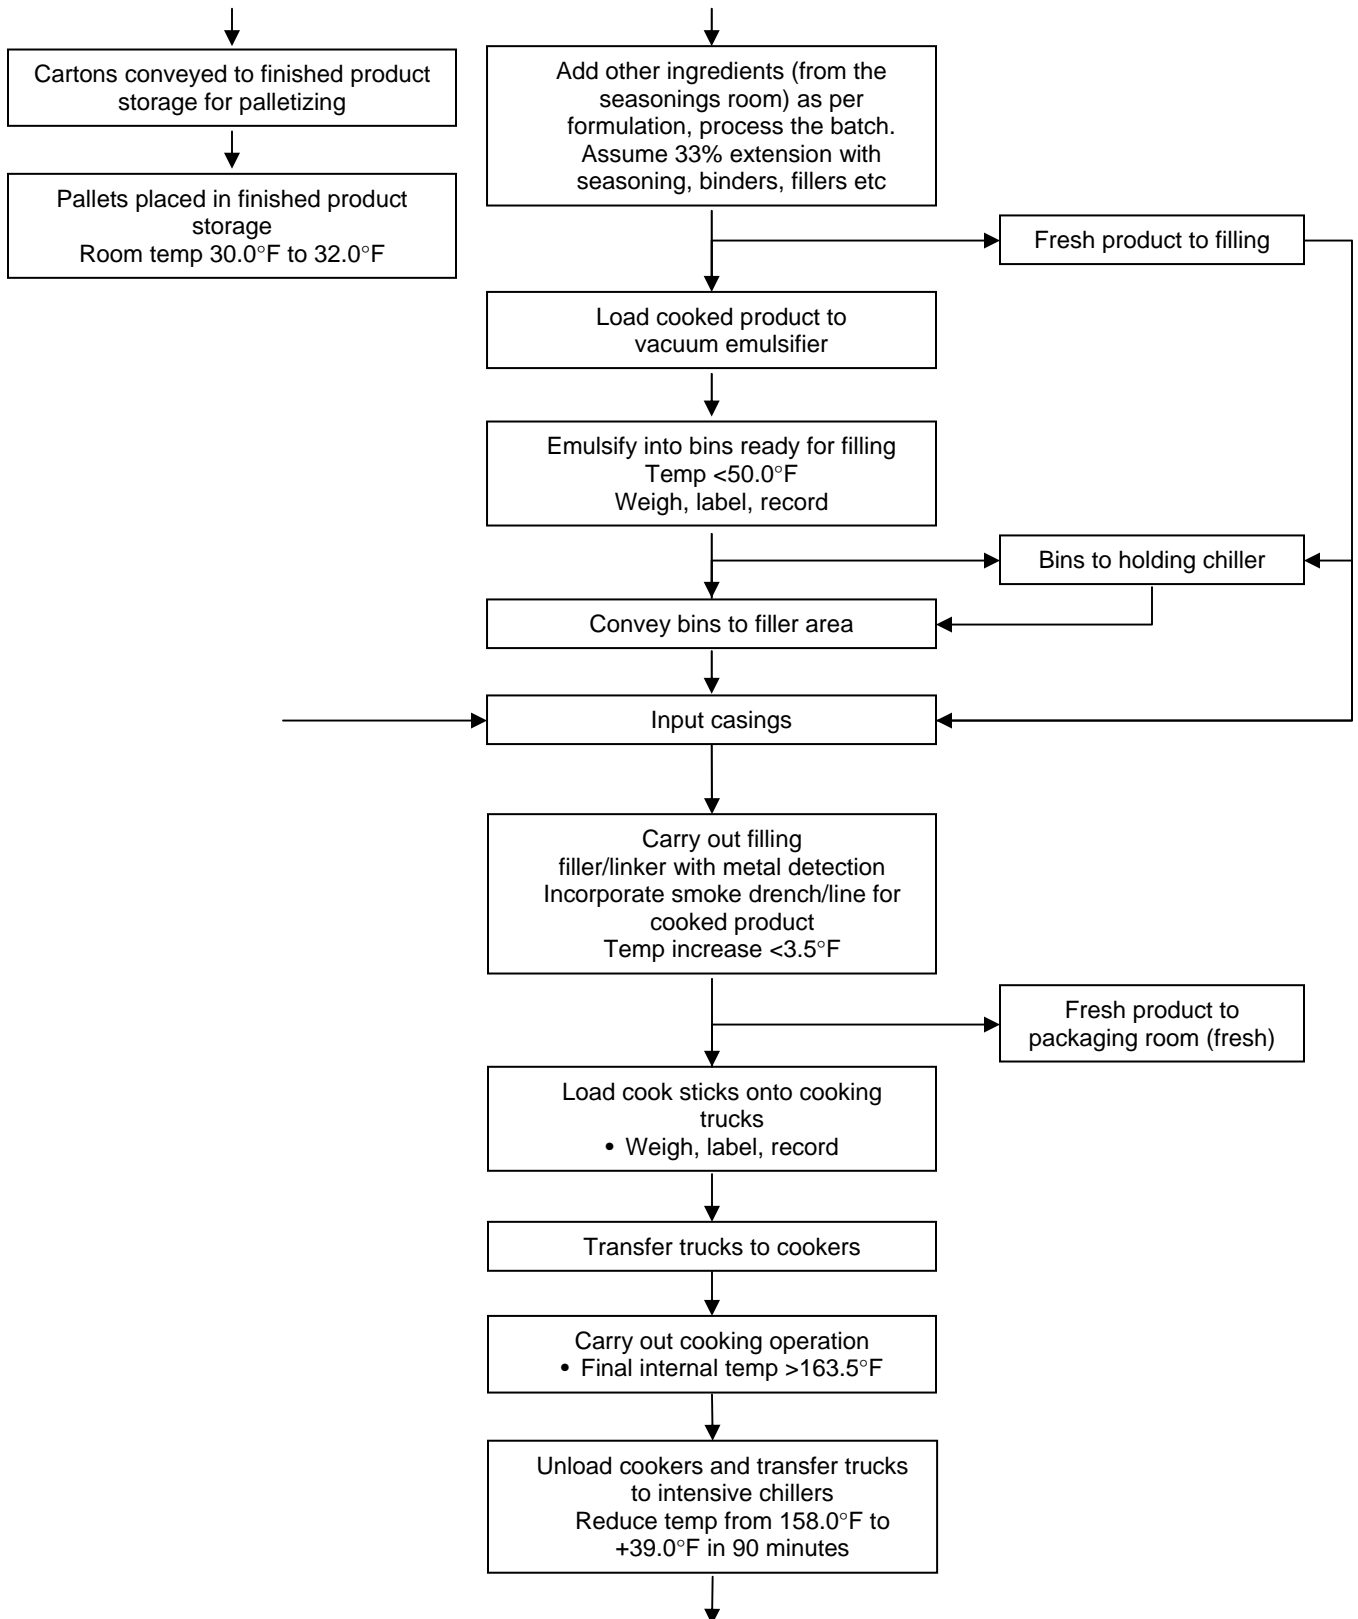 Cartons conveyed to finished product
storage for palletizing
Pallets placed in finished product
storage
Room temp 30.0°F to 32.0°F
Add other ingredients (from the
seasonings room) as per
formulation, process the batch.
Assume 33% extension with
seasoning, binders, fillers etc
Fresh product to filling
Load cooked product to
vacuum emulsifier
Emulsify into bins ready for filling
Temp <50.0°F
Weigh, label, record
Bins to holding chiller
Convey bins to filler area
Input casings
Carry out filling
filler/linker with metal detection
Incorporate smoke drench/line for
cooked product
Temp increase <3.5°F
Fresh product to
packaging room (fresh)
Load cook sticks onto cooking
trucks
• Weigh, label, record
Transfer trucks to cookers
Carry out cooking operation
• Final internal temp >163.5°F
Unload cookers and transfer trucks
to intensive chillers
Reduce temp from 158.0°F to
+39.0°F in 90 minutes